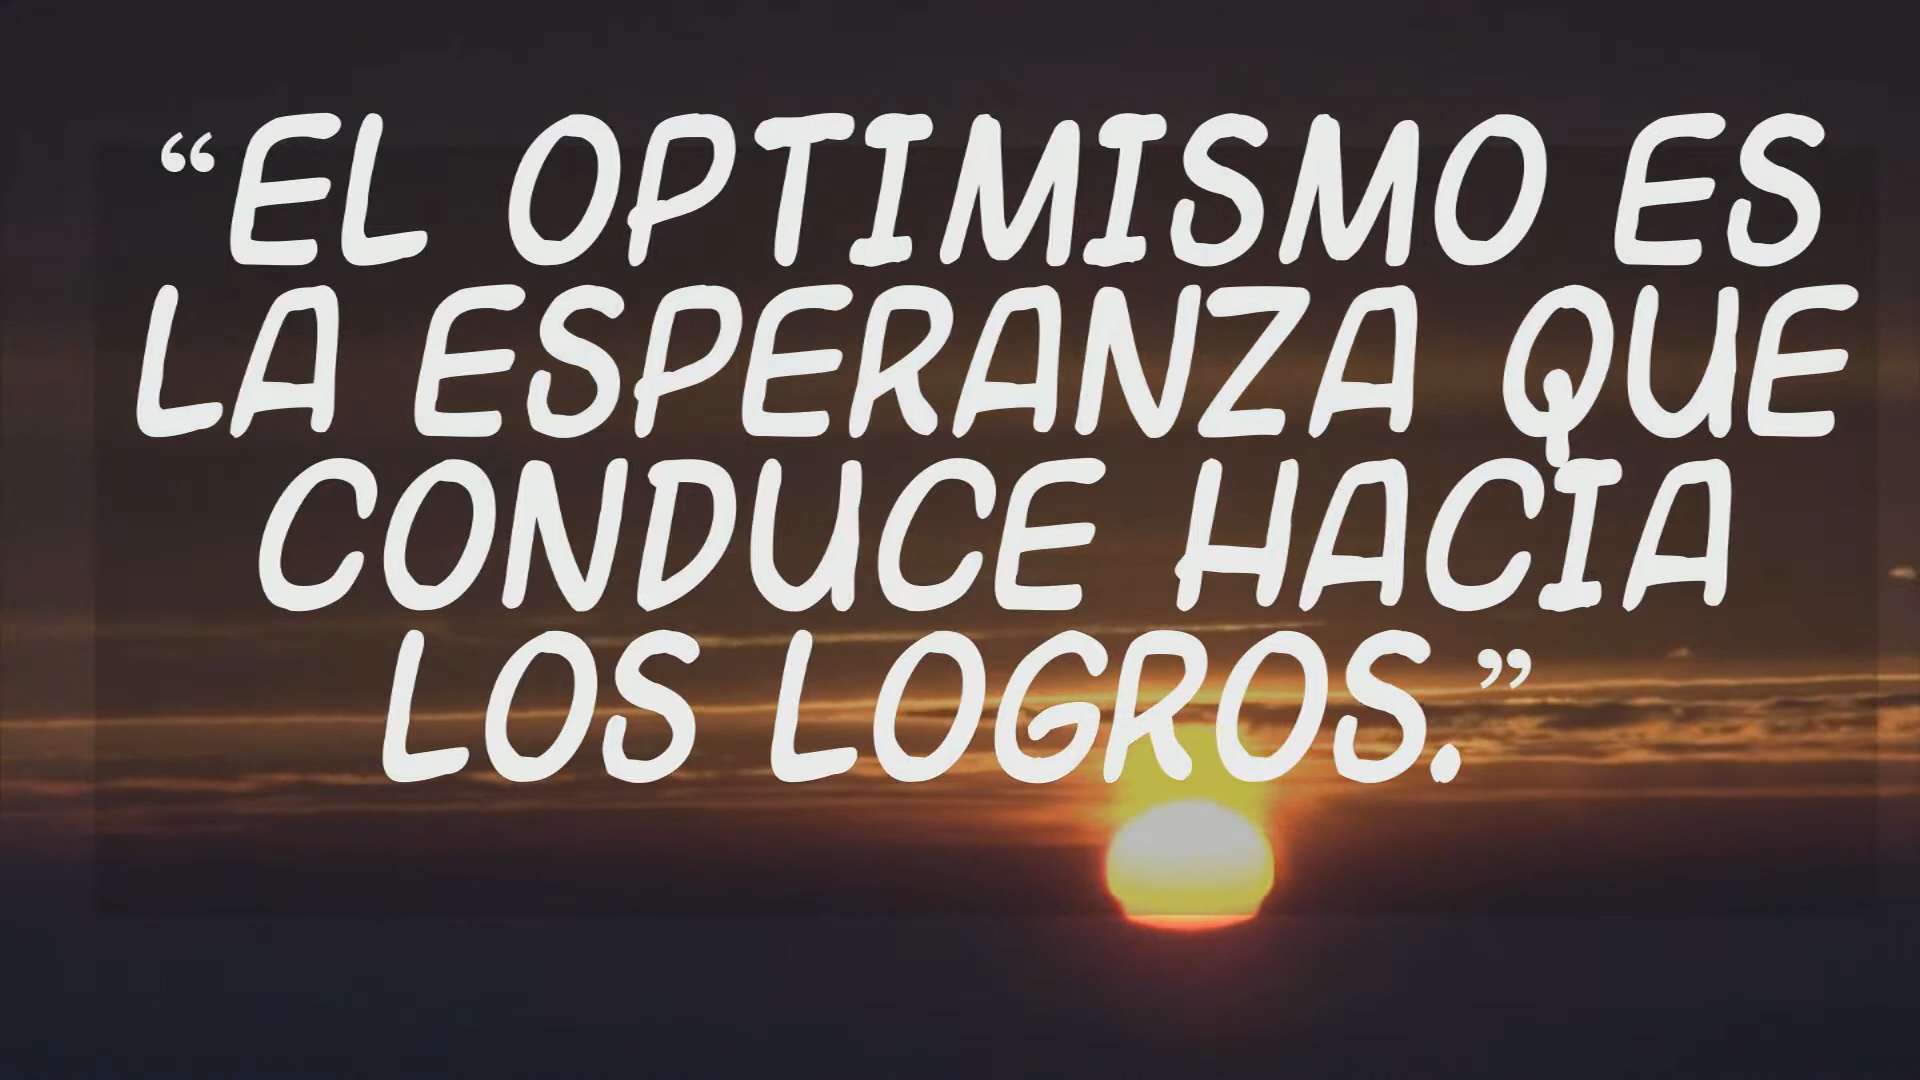 “EL OPTIMISMO ES
LA ESPERANZA QUE
CONDUCE HACIA
LOS LOGROS.”